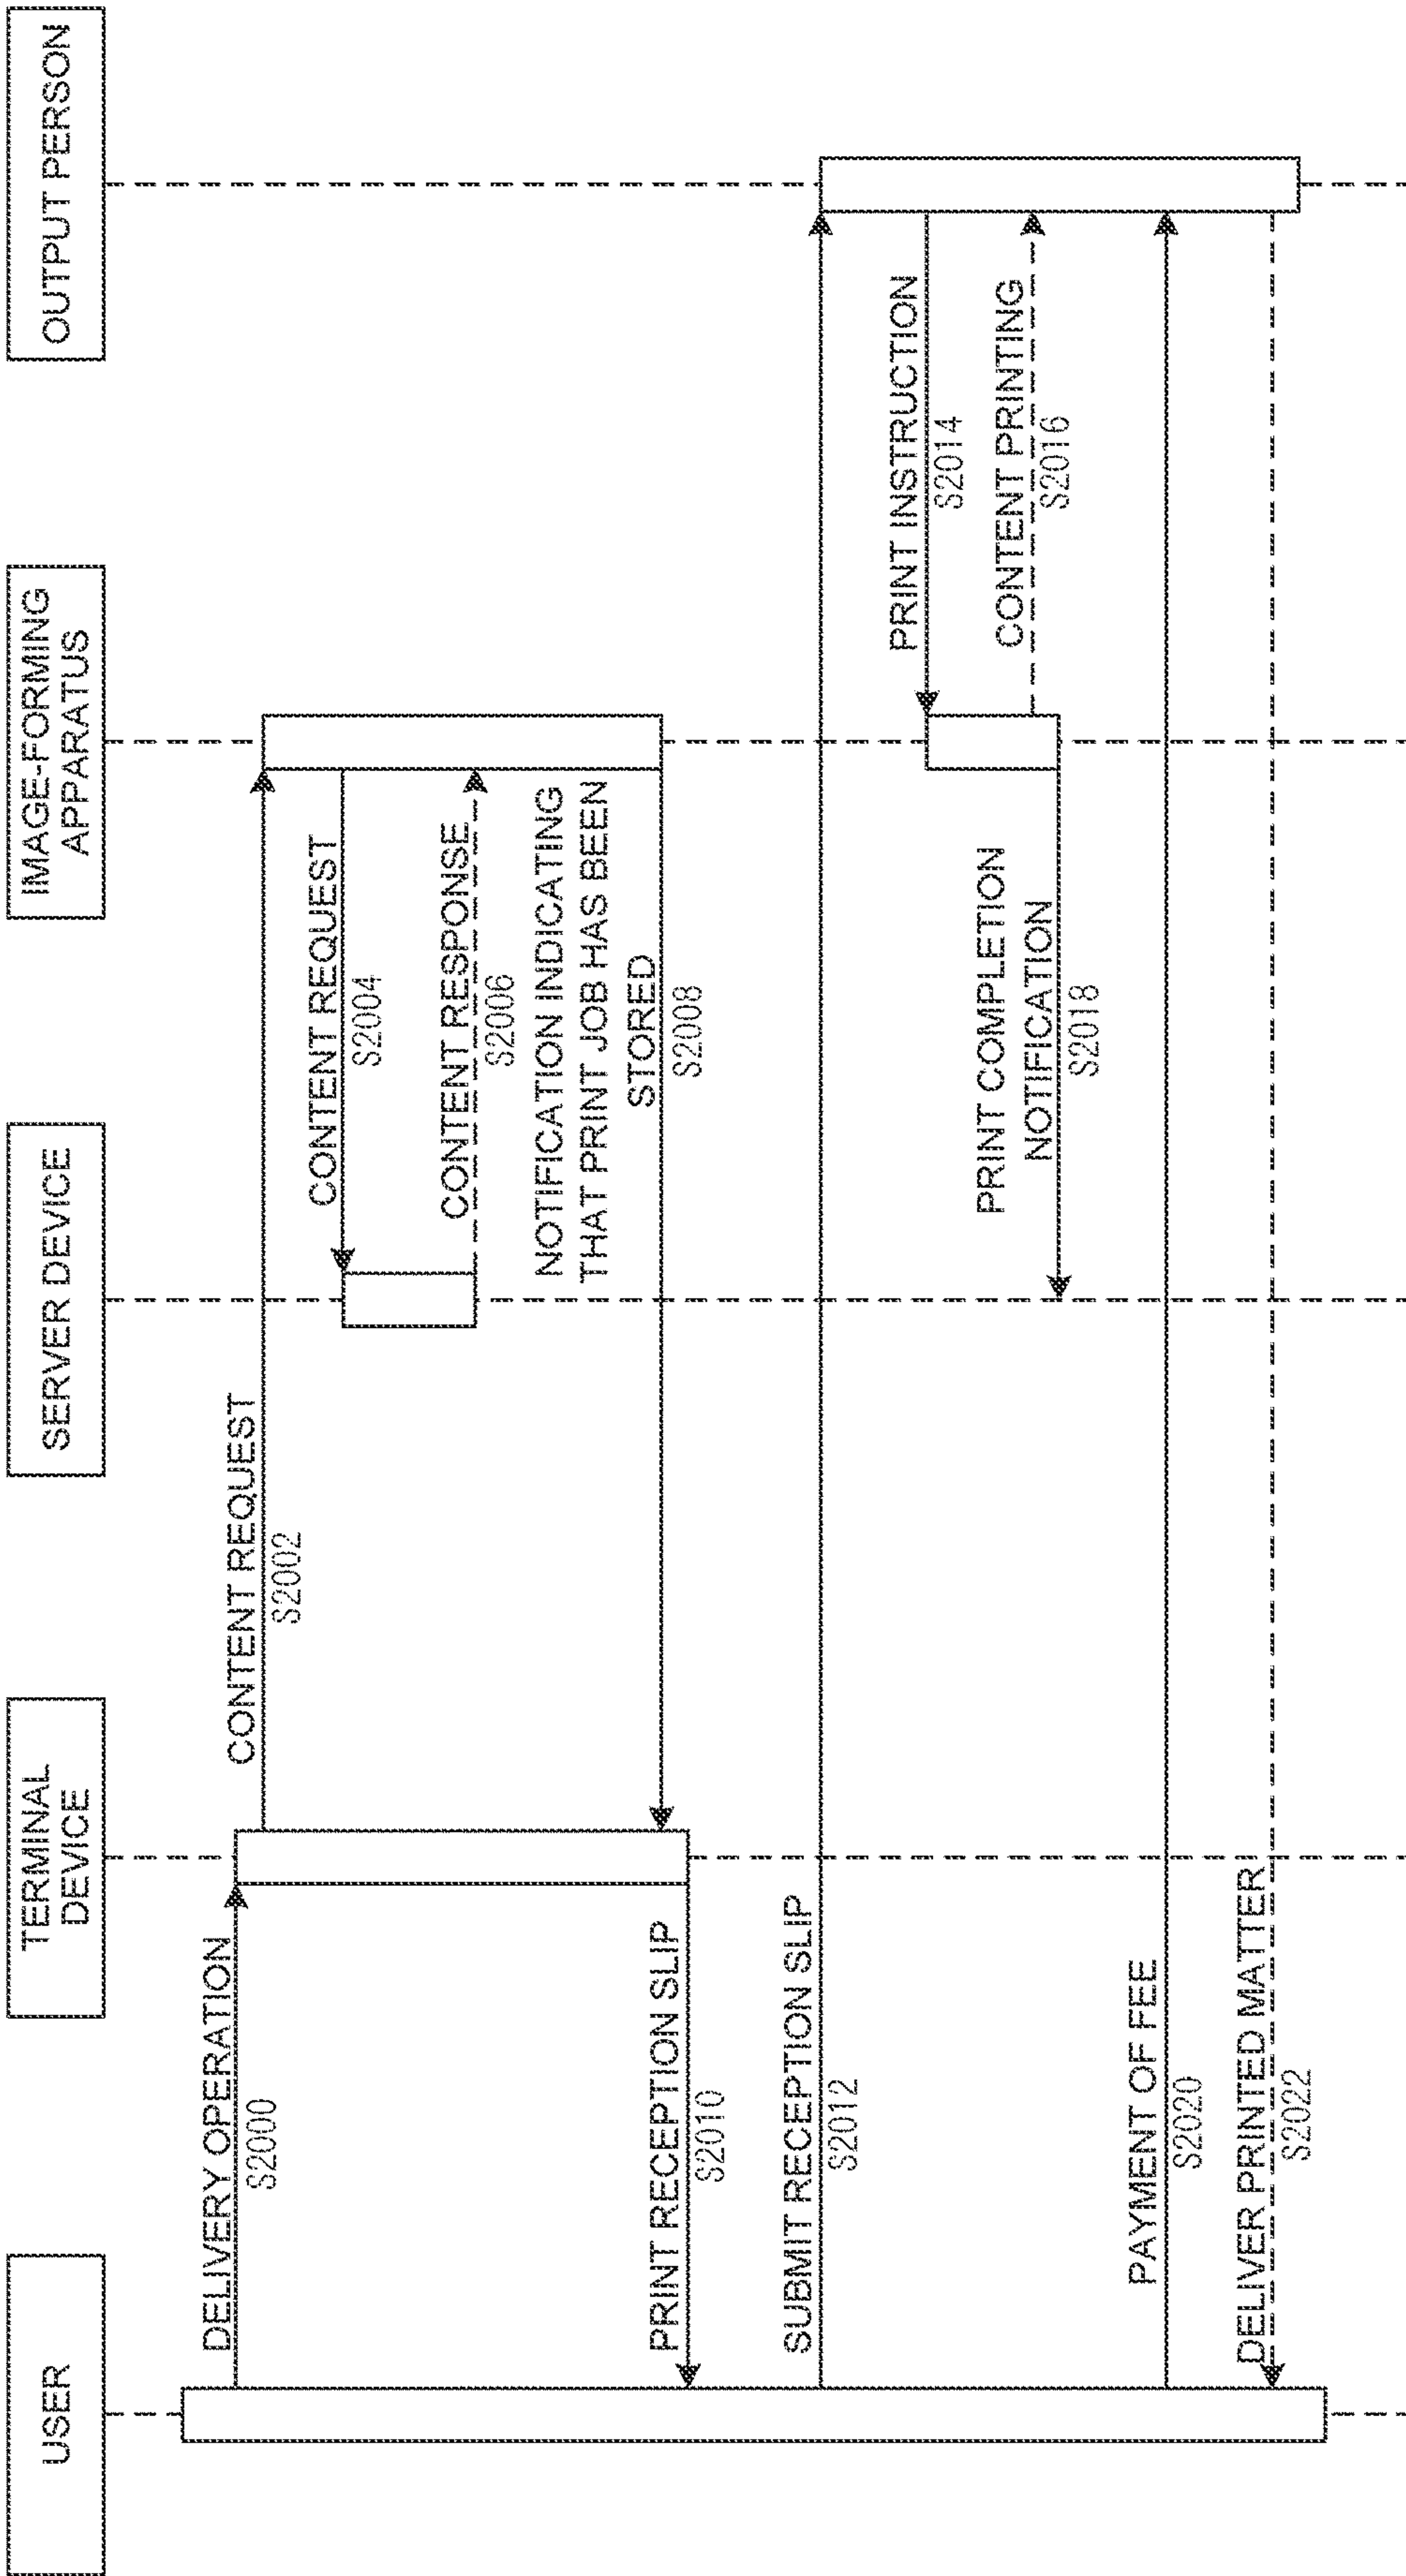 USER
TERMINAL
DEVICE
SERVER DEVICE
IMAGE-FORMING
APPARATUS
OUTPUT PERSON
DELIVERY OPERATION
S2000
CONTENT REQUEST
S2002
CONTENT REQUEST
S2004
CONTENT RESPONSE
S2006
NOTIFICATION INDICATING
THAT PRINT JOB HAS BEEN
STORED
S2008
PRINT RECEPTION SLIP
S2010
SUBMIT RECEPTION SLIP
S2012
PRINT INSTRUCTION
S2014
CONTENT PRINTING
S2016
PRINT COMPLETION
NOTIFICATION
S2018
PAYMENT OF FEE
S2020
DELIVER PRINTED MATTER
S2022